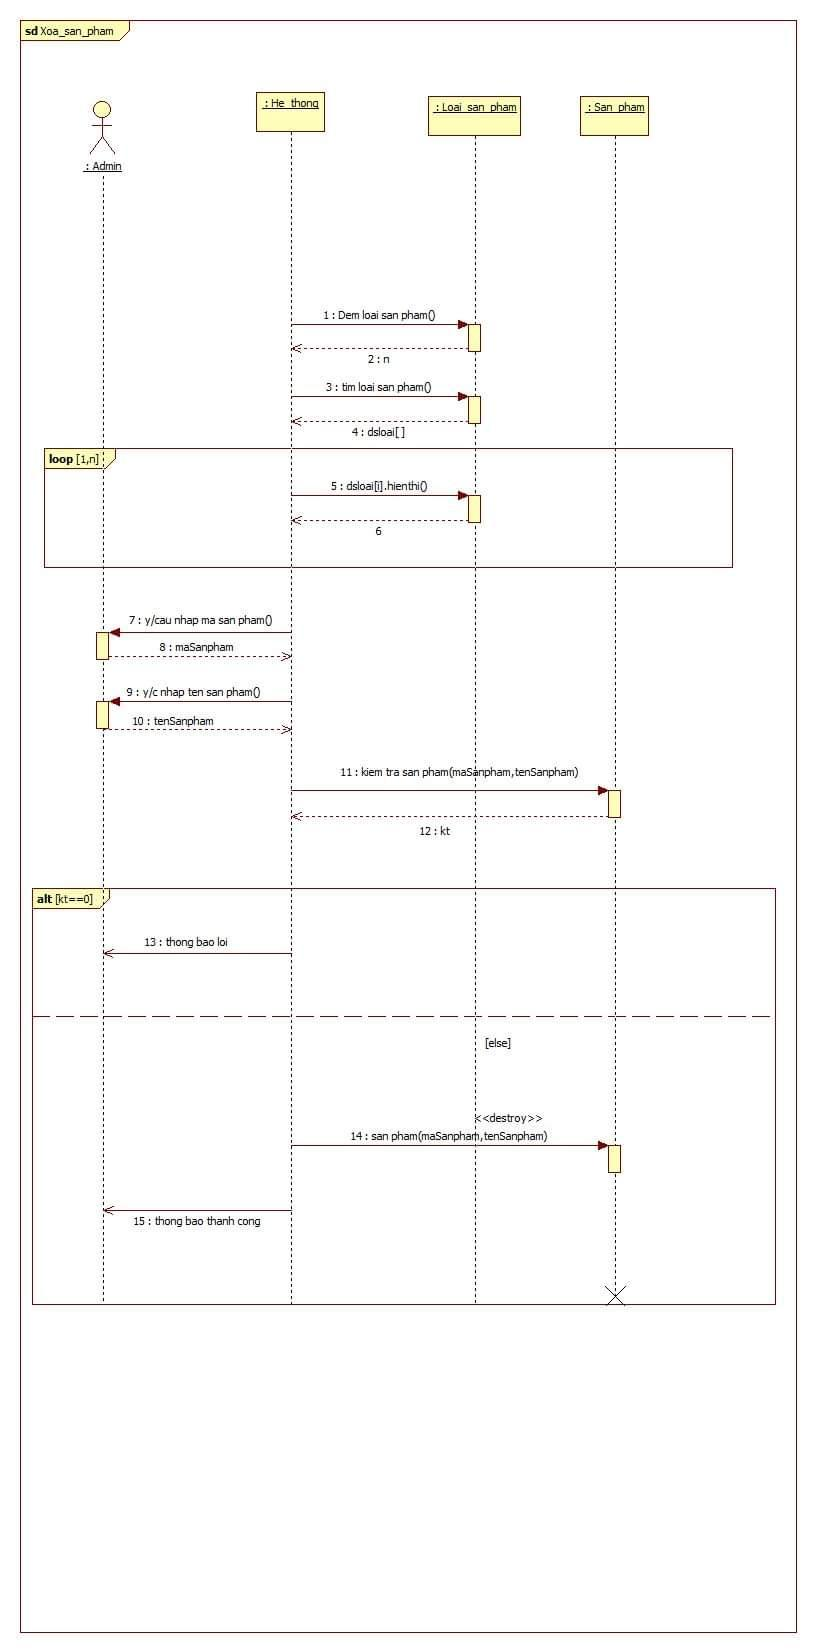 sd Xoa_san_pham
: He_thong
: Loai_san_pham
: San_pham
: Admin
1 : Dem loai san pham()
2 : n
3 : tim loai san pham()
4 : dsloai[ ]
loop [1,n]
5 : dsloai[i].hienthi()
6
7 : y/cau nhap ma san pham()
8 : maSanpham
9 : y/c nhap ten san pham()
10 : tenSanpham
11 : kiem tra san pham(maSanpham,tenSanpham)
12 : kt
alt [kt==0]
13 : thong bao loi
[else]
<<destroy>>
14 : san pham(maSanpham,tenSanpham)
15 : thong bao thanh cong